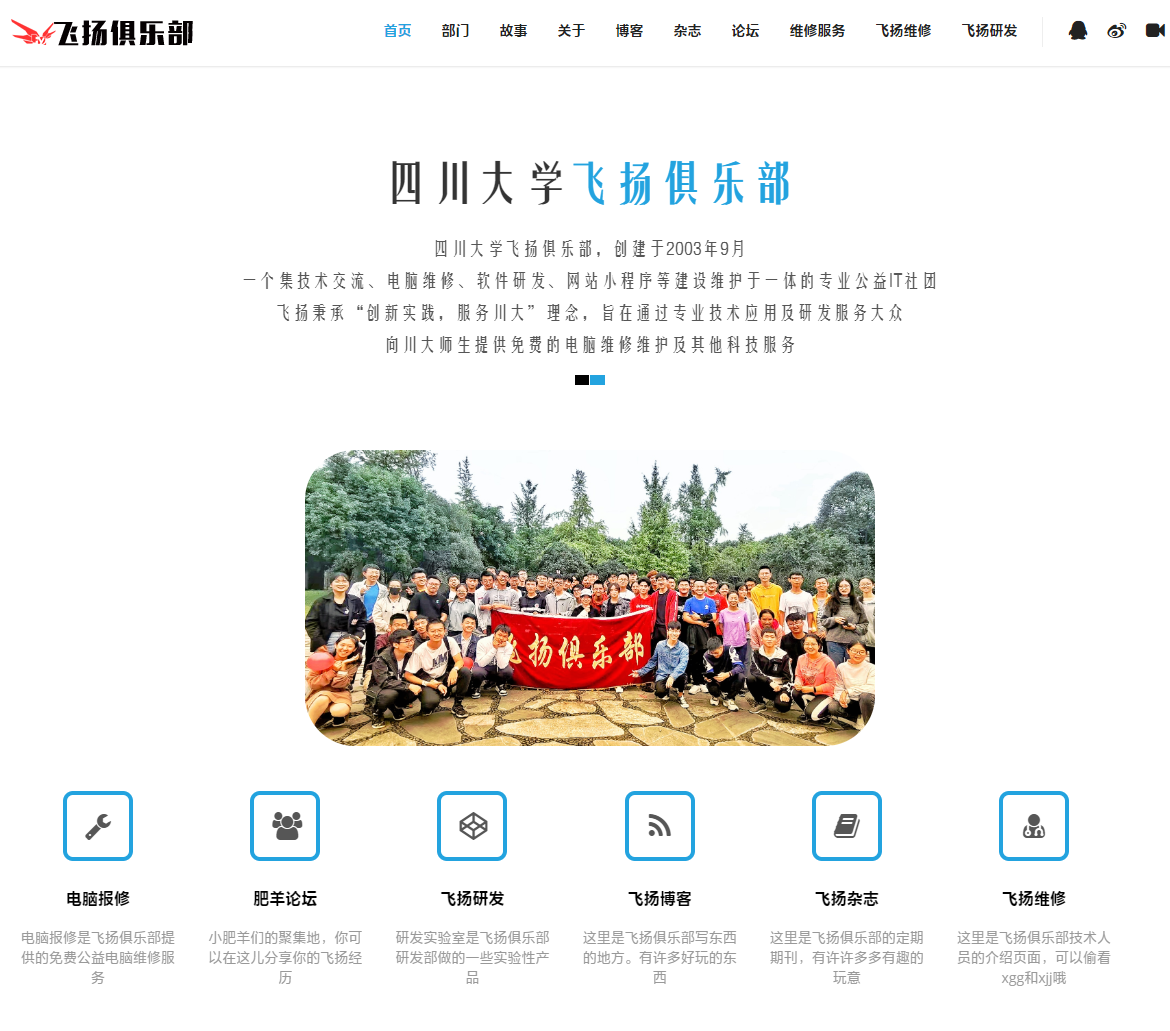 飞扬俱乐部
首页 部门 故事 关于 博客 杂志 论坛 维修服务 飞扬维修 飞扬研发
四川大学飞扬俱乐部
四川大学飞扬俱乐部，创建于2003年9月
一个集技术交流、电脑维修、软件研发、网站小程序等建设维护于一体的专业公益IT社团
飞扬秉承“创新实践，服务川大”理念，旨在通过专业技术应用及研发服务大众
向川大师生提供免费的电脑维修维护及其他科技服务
飞扬俱乐部
电脑报修
电脑报修是飞扬俱乐部提
供的免费公益电脑维修服
务
肥羊论坛
小肥羊们的聚集地，你可
以在这儿分享你的飞扬经
历
飞扬研发
研发实验室是飞扬俱乐部
研发部做的一些实验性产
品
飞扬博客
这里是飞扬俱乐部写东西
的地方。有许多好玩的东
西
飞扬杂志
这里是飞扬俱乐部的定期
期刊，有许许多多有趣的
玩意
飞扬维修
这里是飞扬俱乐部技术人
员的介绍页面，可以偷看
xgg和xjj哦